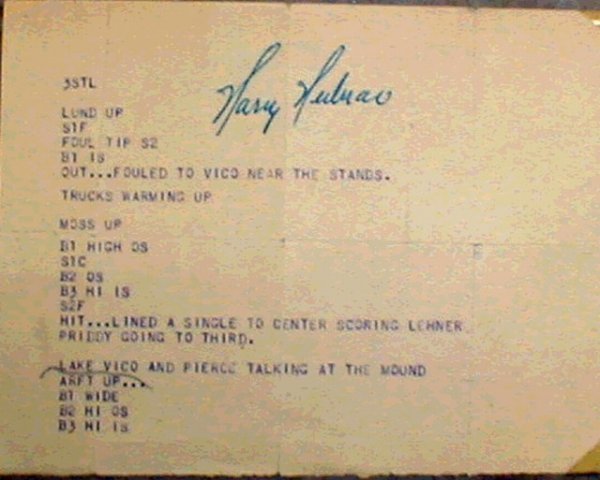 Harry Heilmann
3STL
LUND UP
S1F
FOUL TIP S2
B1 IS
OUT...FOULED TO VICO NEAR THE STANDS.
TRUCKS WARMING UP
MOSS UP
B1 HIGH OS
S1C
B2 OS
B3 HI IS
S2F
HIT...LINED A SINGLE TO CENTER SCORING LEHNER
PRIDDY GOING TO THIRD.
LAKE VICO AND PIERCE TALKING AT THE MOUND
ARFT UP...
B1 WIDE
B2 HI OS
B3 HI IS